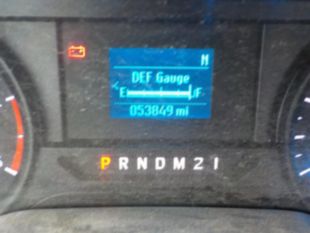 N
DEF Gauge
E F
053849 mi
P R N D M 2 1